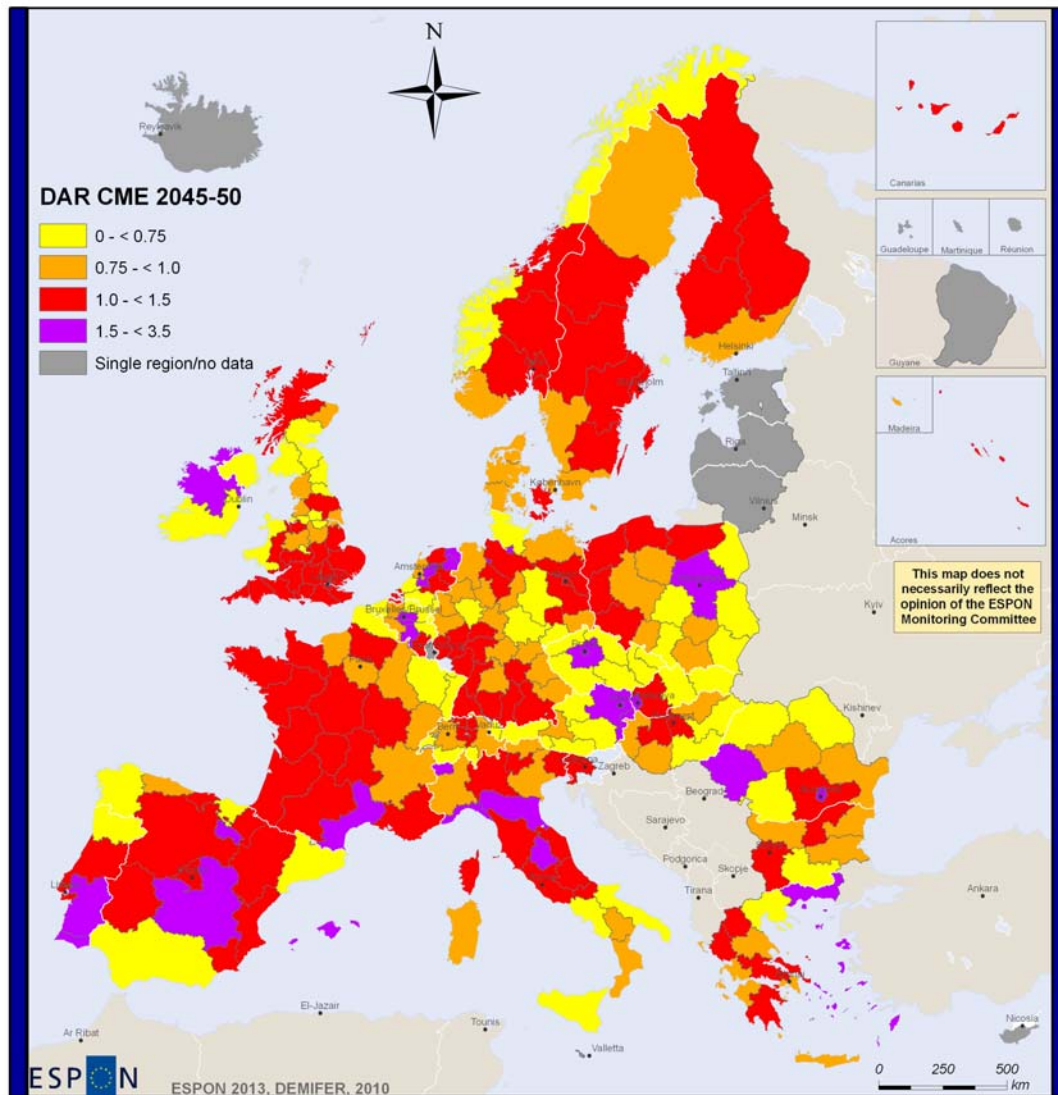 N
Reykjavik
Canarias
DAR CME 2045-50
0 - < 0.75
0.75 - < 1.0
1.0 - < 1.5
1.5 - < 3.5
Single region/no data
Guadeloupe
Martinique
Réunion
Guyane
Helsinki
Tallinn
Madeira
Riga
Acores
København
Vilnius
Minsk
This map does not
necessarily reflect the
opinion of the ESPON
Monitoring Committee
Bruxelles/Brussel
Kyiv
Kishinev
Zagreb
Beograd
Sarajevo
Podgorica
Skopje
Tirana
Ankara
El-Jazair
Tounis
Ar Ribat
Valletta
Nicosia
0 250 500
km
ESPON
ESPON 2013, DEMIFER, 2010